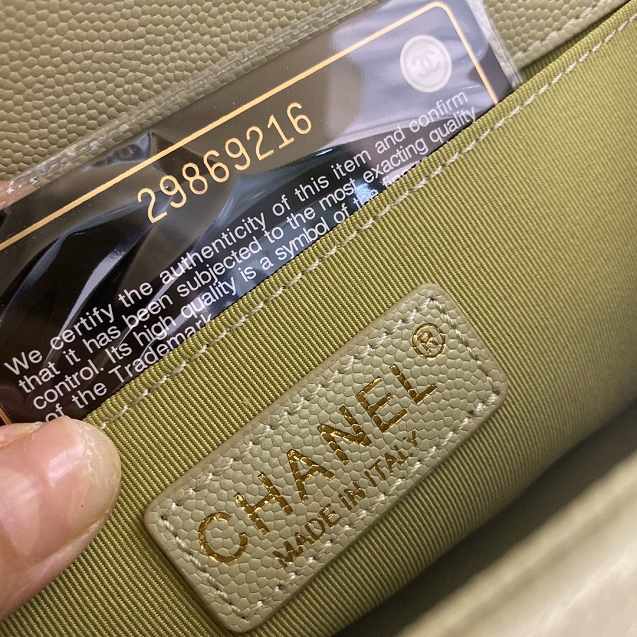 29869216
We certify the authenticity of this item and confirm
that it has been subjected to the most exacting quality
control. Its high quality is a symbol of the
of the Trademark
CHANEL®
MADE IN ITALY